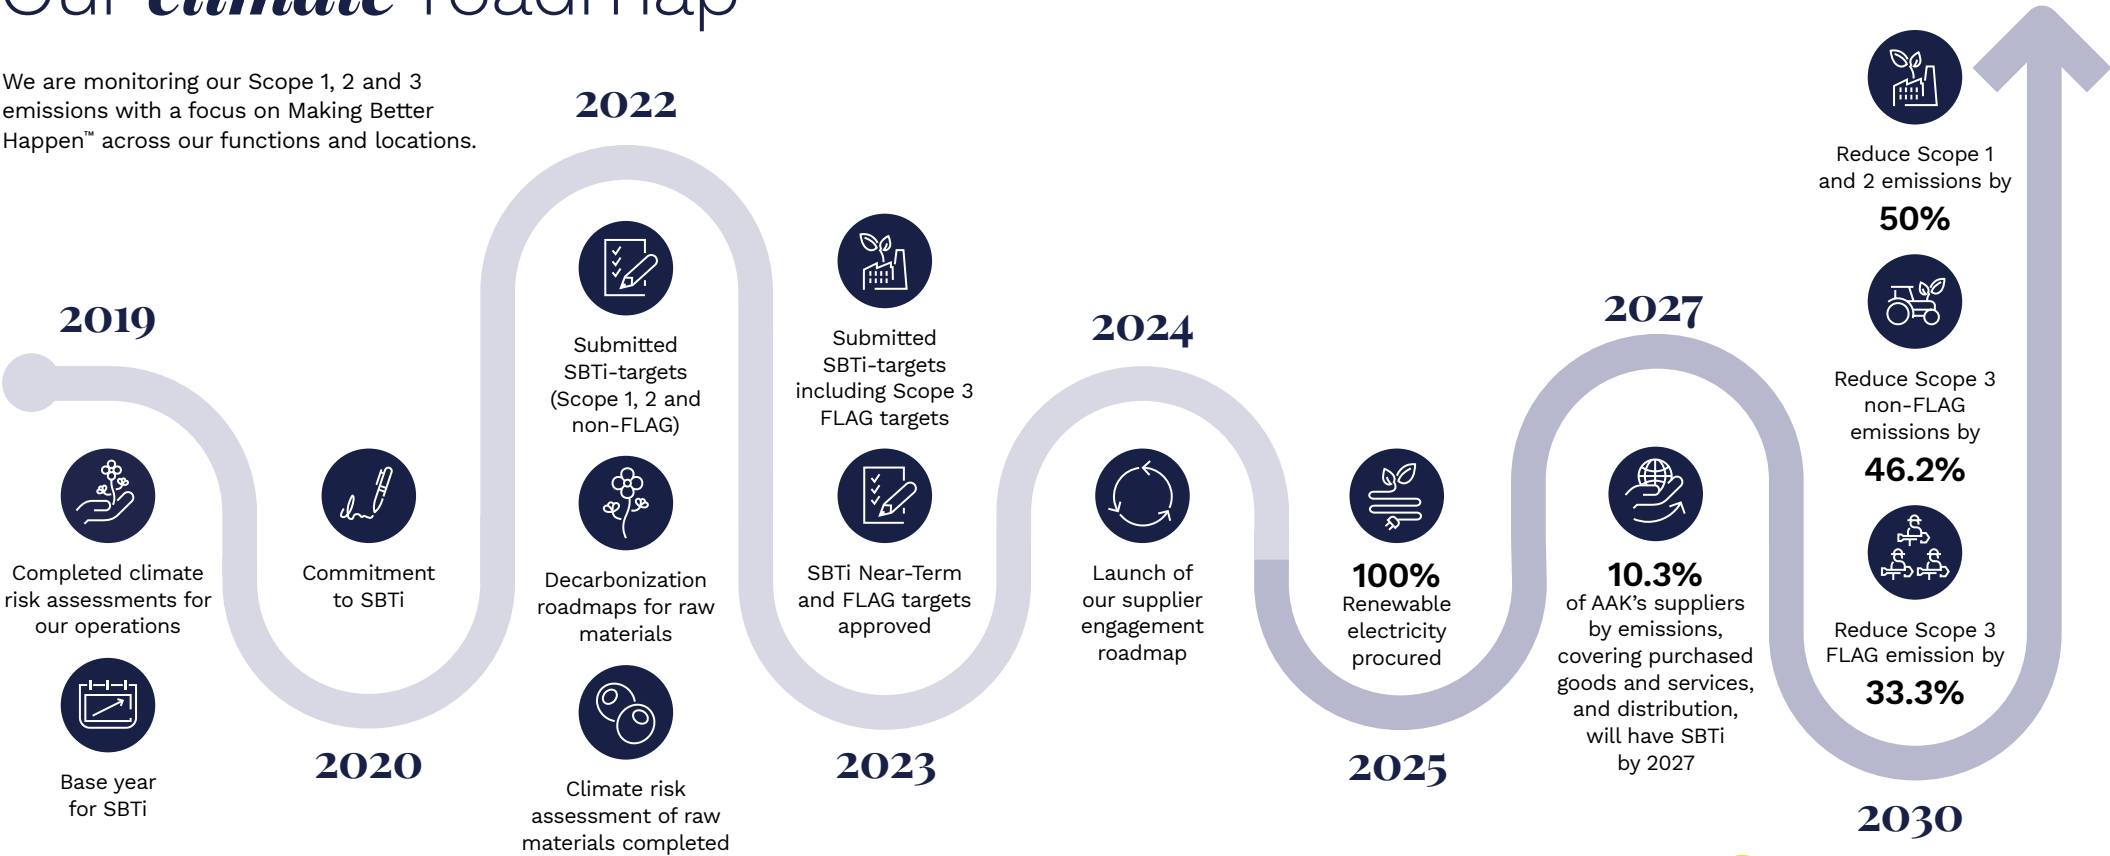 Our climate roadmap
We are monitoring our Scope 1, 2 and 3
emissions with a focus on Making Better
Happen™ across our functions and locations.
2019
Completed climate
risk assessments for
our operations
Base year
for SBTi
Commitment
to SBTi
2020
2022
Submitted
SBTi-targets
(Scope 1, 2 and
non-FLAG)
Decarbonization
roadmaps for raw
materials
Climate risk
assessment of raw
materials completed
Submitted
SBTi-targets
including Scope 3
FLAG targets
SBTi Near-Term
and FLAG targets
approved
2023
2024
Launch of
our supplier
engagement
roadmap
100%
Renewable
electricity
procured
2025
2027
10.3%
of AAK’s suppliers
by emissions,
covering purchased
goods and services,
and distribution,
will have SBTi
by 2027
Reduce Scope 1
and 2 emissions by
50%
Reduce Scope 3
non-FLAG
emissions by
46.2%
Reduce Scope 3
FLAG emission by
33.3%
2030